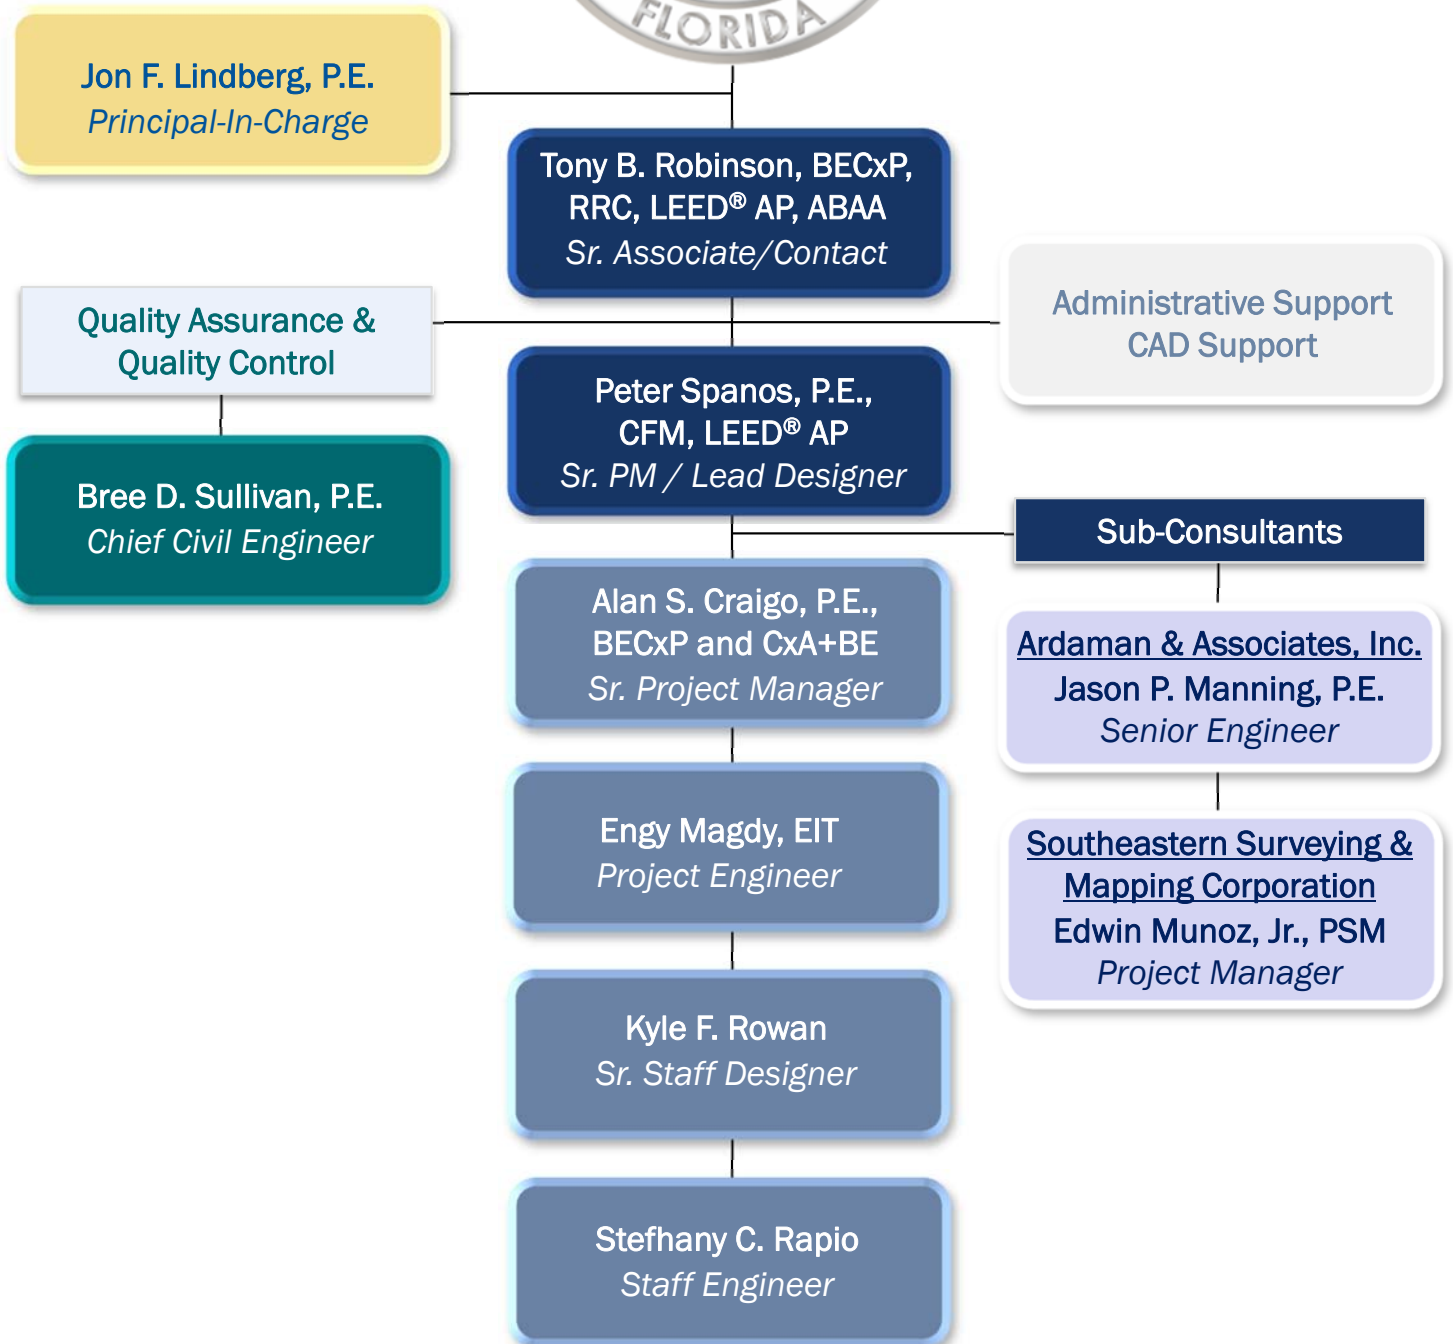 FLORIDA
Jon F. Lindberg, P.E.
Principal-In-Charge
Tony B. Robinson, BECxP,
RRC, LEED® AP, ABAA
Sr. Associate/Contact
Quality Assurance &
Quality Control
Administrative Support
CAD Support
Peter Spanos, P.E.,
CFM, LEED® AP
Sr. PM / Lead Designer
Bree D. Sullivan, P.E.
Chief Civil Engineer
Sub-Consultants
Alan S. Craigo, P.E.,
BECxP and CxA+BE
Sr. Project Manager
Ardaman & Associates, Inc.
Jason P. Manning, P.E.
Senior Engineer
Engy Magdy, EIT
Project Engineer
Southeastern Surveying &
Mapping Corporation
Edwin Munoz, Jr., PSM
Project Manager
Kyle F. Rowan
Sr. Staff Designer
Stefhany C. Rapio
Staff Engineer